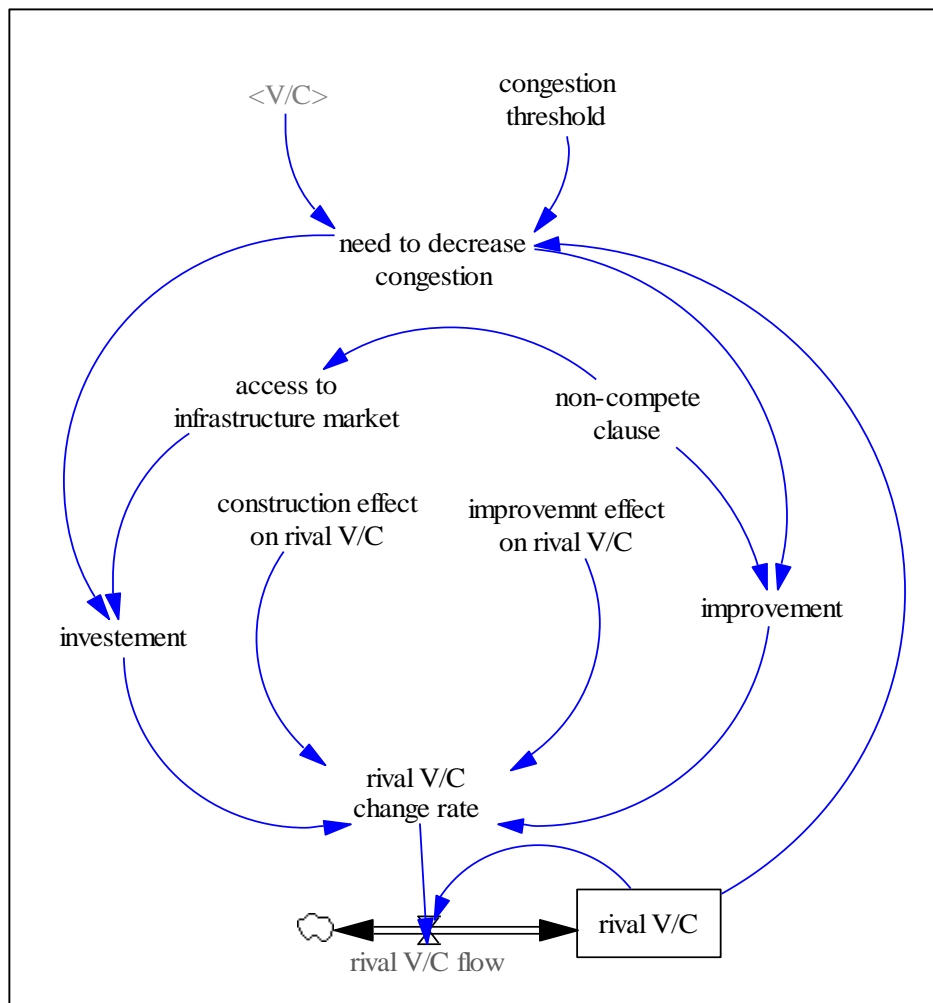 <V/C>
congestion
threshold
need to decrease
congestion
access to
infrastructure market
non-compete
clause
construction effect
on rival V/C
improvemnt effect
on rival V/C
investement
improvement
rival V/C
change rate
rival V/C
rival V/C flow